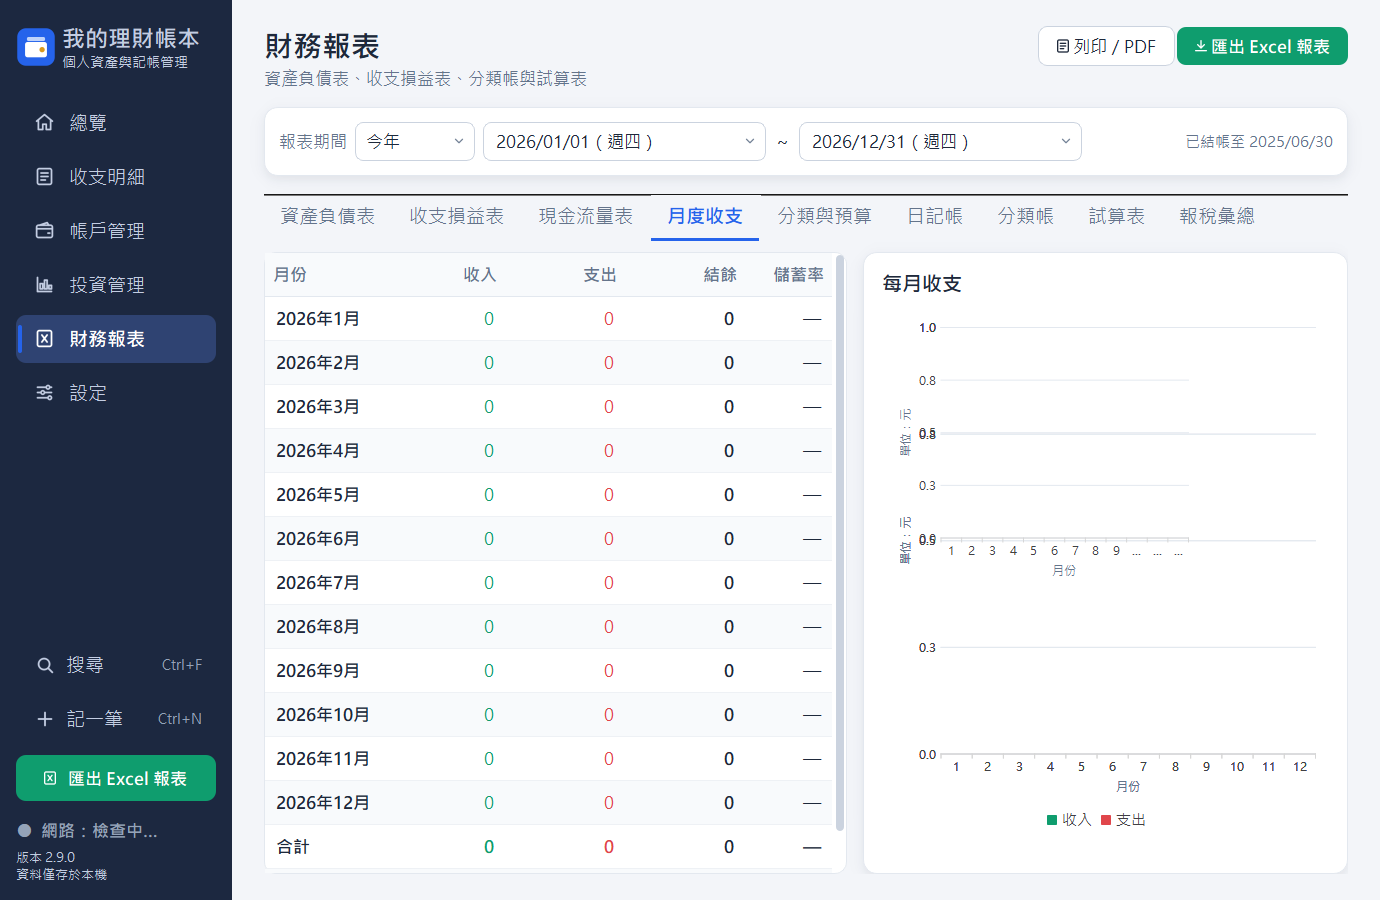 我的理財帳本
個人資產與記帳管理
總覽
收支明細
帳戶管理
投資管理
財務報表
設定
搜尋 Ctrl+F
記一筆 Ctrl+N
匯出 Excel 報表
網路：檢查中...
版本 2.9.0
資料僅存於本機
財務報表
資產負債表、收支損益表、分類帳與試算表
列印 / PDF
匯出 Excel 報表
報表期間 今年 2026/01/01（週四） ~ 2026/12/31（週四） 已結帳至 2025/06/30
資產負債表 收支損益表 現金流量表 月度收支 分類與預算 日記帳 分類帳 試算表 報稅彙總
月份 收入 支出 結餘 儲蓄率
2026年1月 0 0 0 —
2026年2月 0 0 0 —
2026年3月 0 0 0 —
2026年4月 0 0 0 —
2026年5月 0 0 0 —
2026年6月 0 0 0 —
2026年7月 0 0 0 —
2026年8月 0 0 0 —
2026年9月 0 0 0 —
2026年10月 0 0 0 —
2026年11月 0 0 0 —
2026年12月 0 0 0 —
合計 0 0 0 —
每月收支
1.0
0.8
單位：元
0.3
單位：元
1 2 3 4 5 6 7 8 9 ... ... ...
月份
0.3
0.0
1 2 3 4 5 6 7 8 9 10 11 12
月份
收入 支出